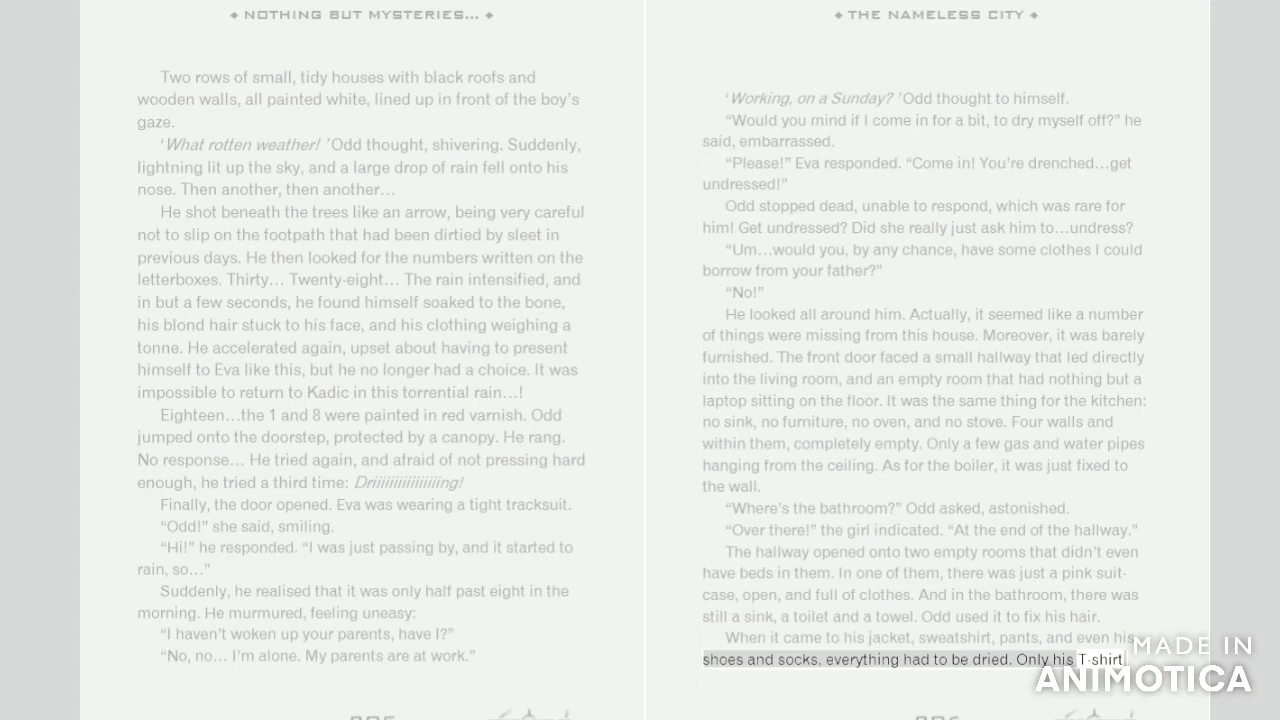 ◆ NOTHING BUT MYSTERIES... ◆
Two rows of small, tidy houses with black roofs and
wooden walls, all painted white, lined up in front of the boy's
gaze.
'What rotten weather! 'Odd thought, shivering. Suddenly,
lightning lit up the sky, and a large drop of rain fell onto his
nose. Then another, then another…
He shot beneath the trees like an arrow, being very careful
not to slip on the footpath that had been dirtied by sleet in
previous days. He then looked for the numbers written on the
letterboxes. Thirty… Twenty-eight… The rain intensified, and
in but a few seconds, he found himself soaked to the bone,
his blond hair stuck to his face, and his clothing weighing a
tonne. He accelerated again, upset about having to present
himself to Eva like this, but he no longer had a choice. It was
impossible to return to Kadic in this torrential rain…!
Eighteen…the 1 and 8 were painted in red varnish. Odd
jumped onto the doorstep, protected by a canopy. He rang.
No response… He tried again, and afraid of not pressing hard
enough, he tried a third time: Driiiiiiiiiiiiiiing!
Finally, the door opened. Eva was wearing a tight tracksuit.
"Odd!" she said, smiling.
"Hi!" he responded. "I was just passing by, and it started to
rain, so…"
Suddenly, he realised that it was only half past eight in the
morning. He murmured, feeling uneasy:
"I haven't woken up your parents, have I?"
"No, no… I'm alone. My parents are at work."
◆ THE NAMELESS CITY ◆
'Working, on a Sunday? 'Odd thought to himself.
"Would you mind if I come in for a bit, to dry myself off?" he
said, embarrassed.
"Please!" Eva responded. "Come in! You're drenched…get
undressed!"
Odd stopped dead, unable to respond, which was rare for
him! Get undressed? Did she really just ask him to…undress?
"Um…would you, by any chance, have some clothes I could
borrow from your father?"
"No!"
He looked all around him. Actually, it seemed like a number
of things were missing from this house. Moreover, it was barely
furnished. The front door faced a small hallway that led directly
into the living room, and an empty room that had nothing but a
laptop sitting on the floor. It was the same thing for the kitchen:
no sink, no furniture, no oven, and no stove. Four walls and
within them, completely empty. Only a few gas and water pipes
hanging from the ceiling. As for the boiler, it was just fixed to
the wall.
"Where's the bathroom?" Odd asked, astonished.
"Over there!" the girl indicated. "At the end of the hallway."
The hallway opened onto two empty rooms that didn't even
have beds in them. In one of them, there was just a pink suit-
case, open, and full of clothes. And in the bathroom, there was
still a sink, a toilet and a towel. Odd used it to fix his hair.
When it came to his jacket, sweatshirt, pants, and even his
shoes and socks, everything had to be dried. Only his T-shirt
MADE IN
ANIMOTICA